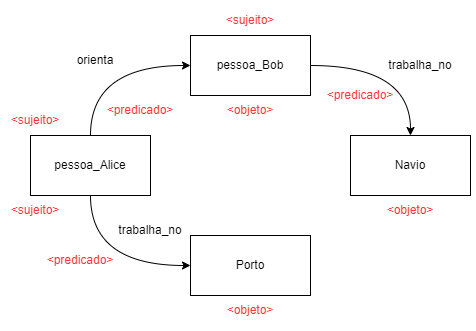 <sujeito>
orienta
pessoa_Bob
trabalha_no
<predicado>
<predicado>
<objeto>
<sujeito>
pessoa_Alice
Navio
<sujeito>
<objeto>
trabalha_no
<predicado>
Porto
<objeto>